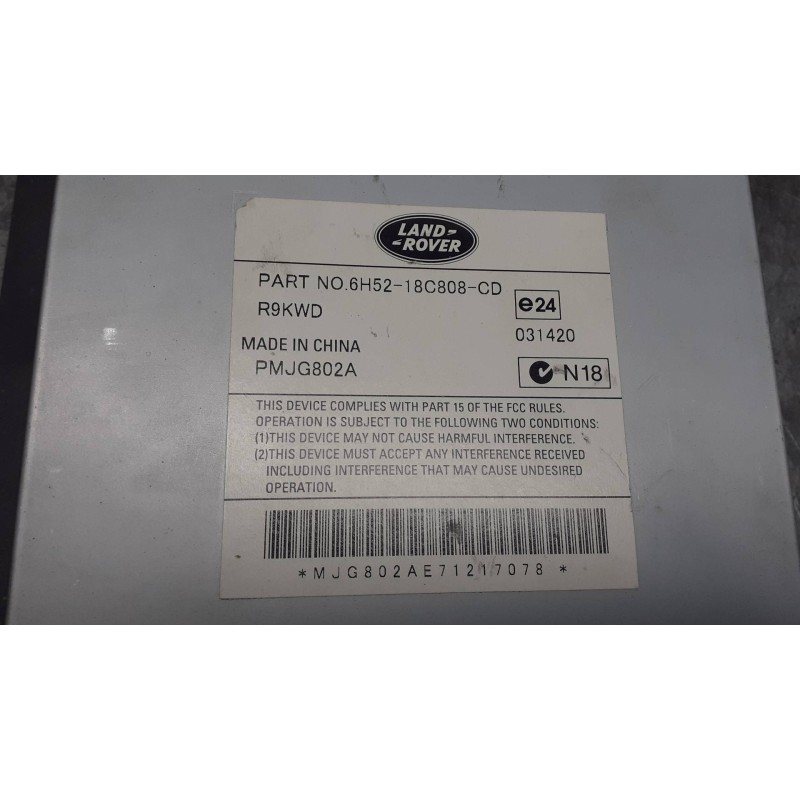 LAND-
-ROVER
PART NO.6H52-18C808-CD
e24
R9KWD
031420
MADE IN CHINA
PMJG802A
N18
THIS DEVICE COMPLIES WITH PART 15 OF THE FCC RULES.
OPERATION IS SUBJECT TO THE FOLLOWING TWO CONDITIONS:
(1)THIS DEVICE MAY NOT CAUSE HARMFUL INTERFERENCE.
(2)THIS DEVICE MUST ACCEPT ANY INTERFERENCE RECEIVED
INCLUDING INTERFERENCE THAT MAY CAUSE UNDESIRED
OPERATION.
*MJG802AE71217078*